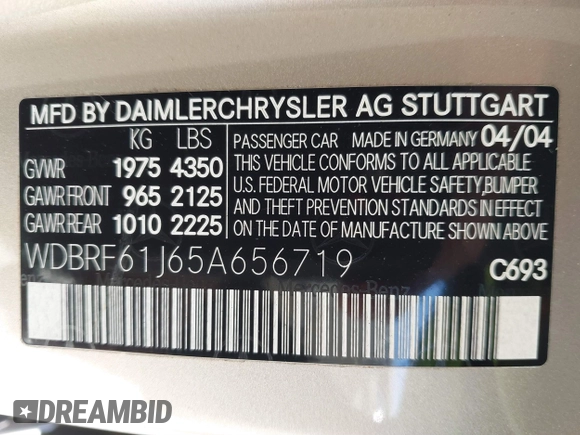 MFD BY DAIMLERCHRYSLER AG STUTTGART
KG LBS
GVWR 1975 4350
GAWR FRONT 965 2125
GAWR REAR 1010 2225
PASSENGER CAR MADE IN GERMANY 04/04
THIS VEHICLE CONFORMS TO ALL APPLICABLE
U.S. FEDERAL MOTOR VEHICLE SAFETY,BUMPER
AND THEFT PREVENTION STANDARDS IN EFFECT
ON THE DATE OF MANUFACTURE SHOWN ABOVE
WDBRF61J65A656719
C693
Mercedes-Benz
DREAMBID